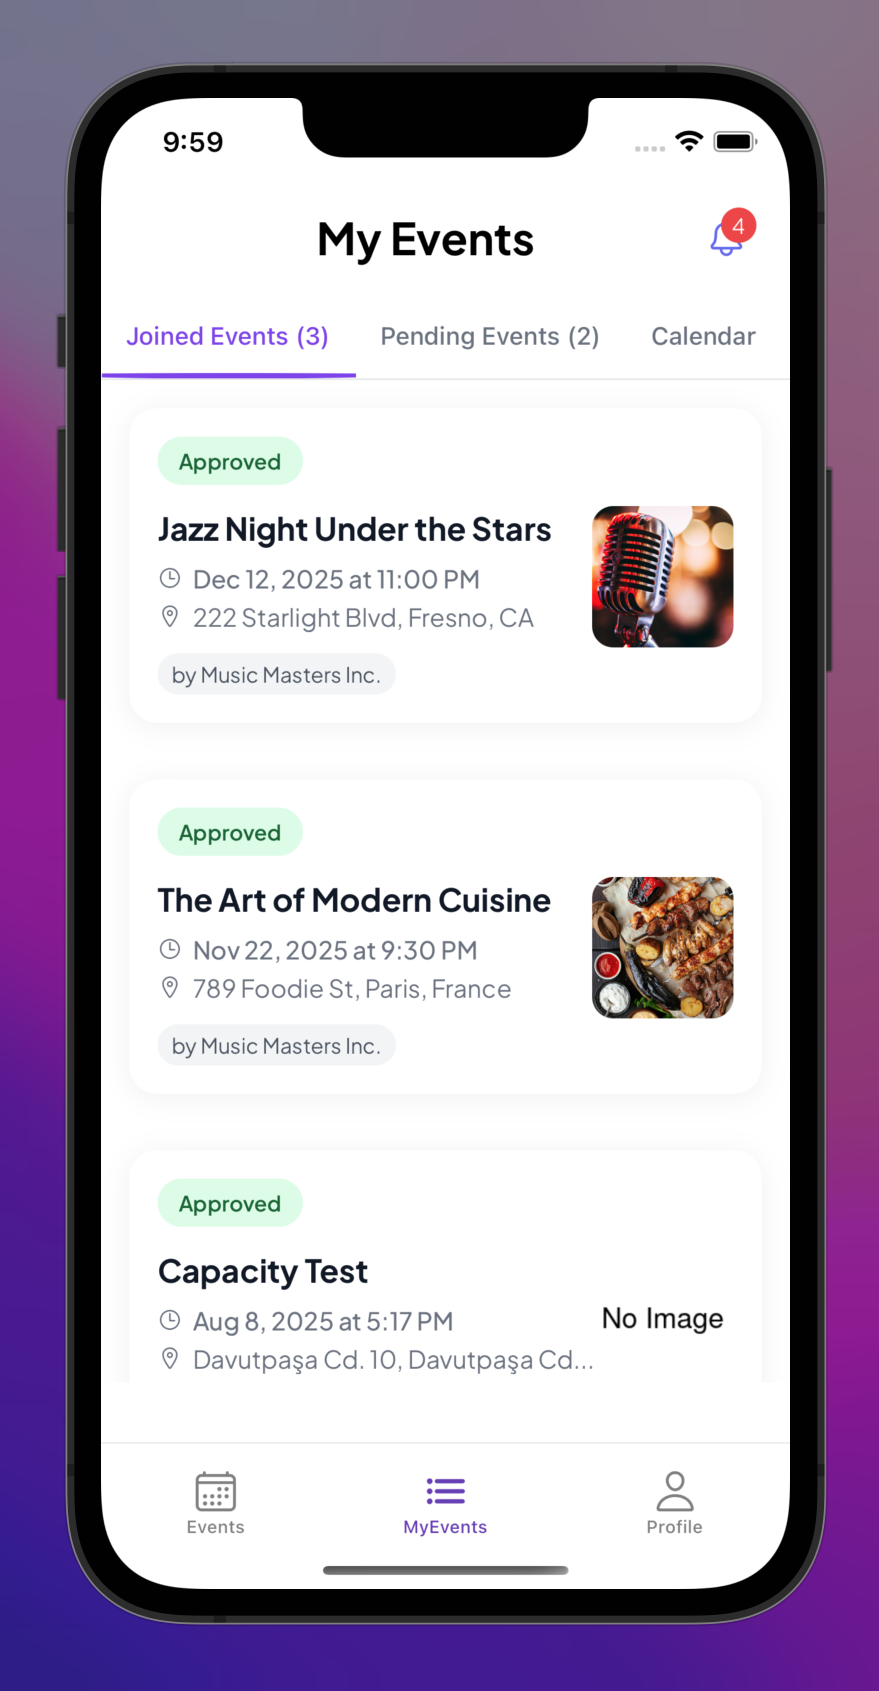 9:59
My Events
4
Joined Events (3) Pending Events (2) Calendar
Approved
Jazz Night Under the Stars
Dec 12, 2025 at 11:00 PM
222 Starlight Blvd, Fresno, CA
by Music Masters Inc.
Approved
The Art of Modern Cuisine
Nov 22, 2025 at 9:30 PM
789 Foodie St, Paris, France
by Music Masters Inc.
Approved
Capacity Test
Aug 8, 2025 at 5:17 PM
No Image
Davutpaşa Cd. 10, Davutpaşa Cd...
Events MyEvents Profile